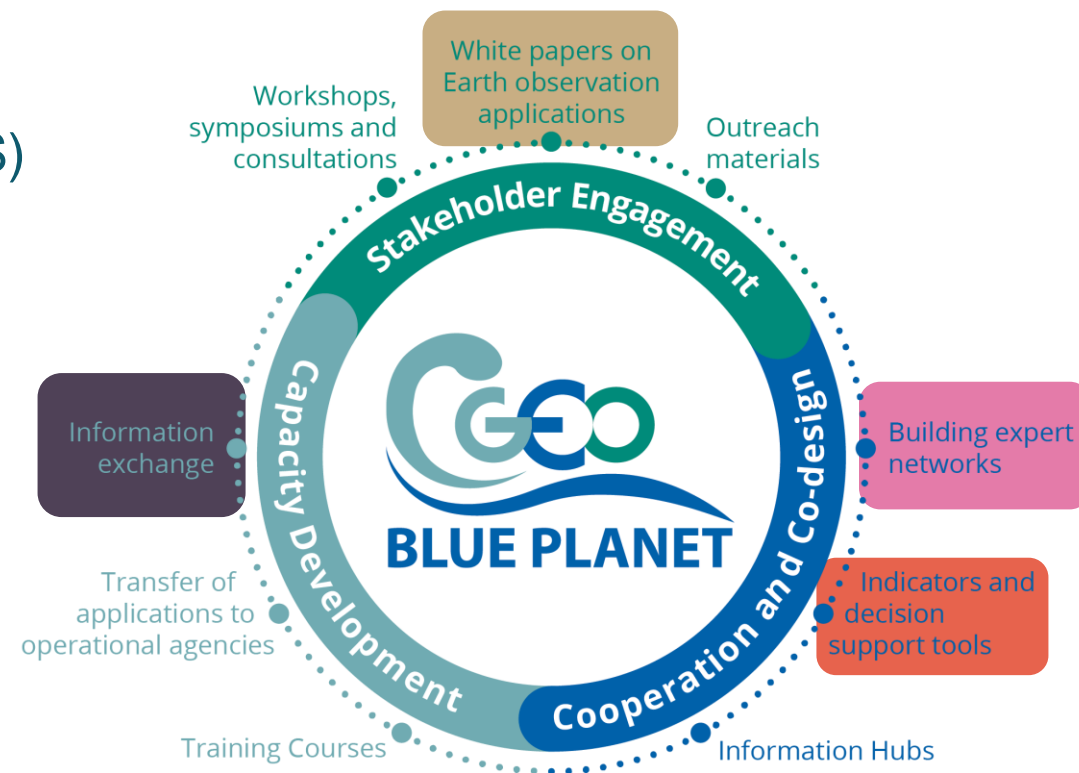 White papers on
Earth observation
applications
Workshops,
symposiums and
consultations
Outreach
materials
S)
Stakeholder Engagement
Capacity Development
Cooperation and Co-design
GEO
BLUE PLANET
Information
exchange
Building expert
networks
Transfer of
applications to
operational agencies
Indicators and
decision
support tools
Training Courses
Information Hubs